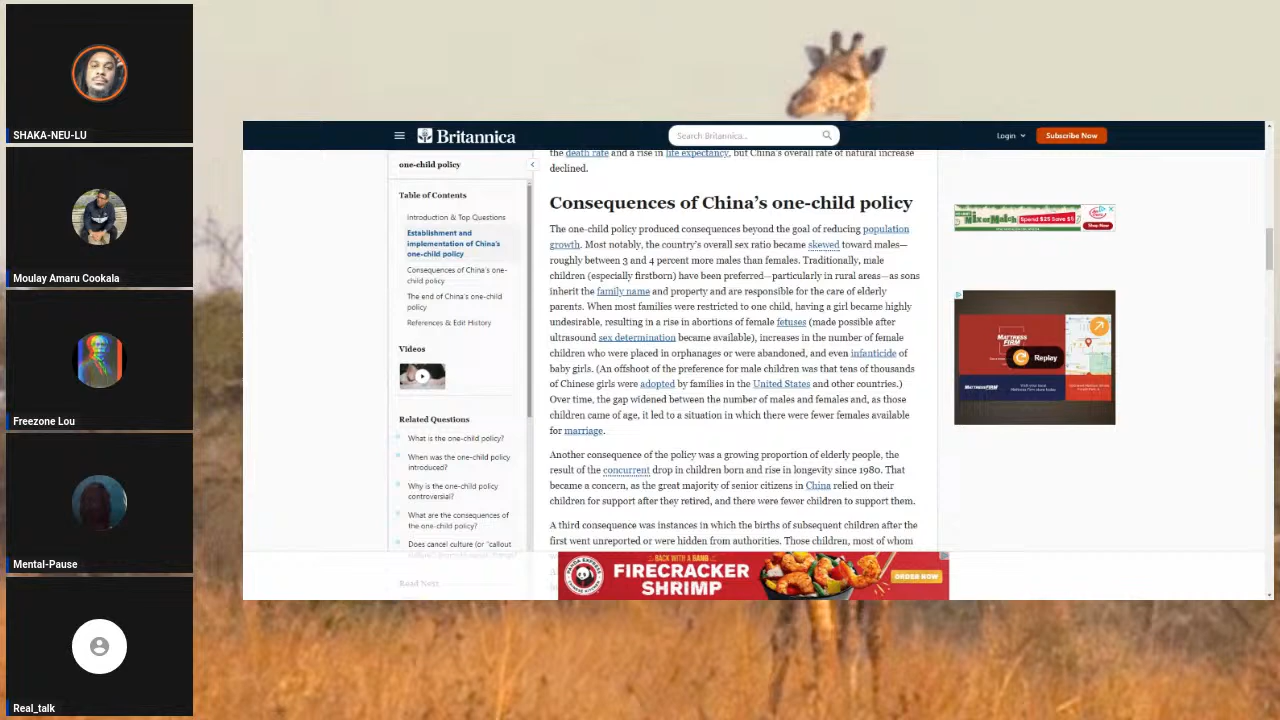 SHAKA-NEU-LU
Moulay Amaru Cookala
Freezone Lou
Mental-Pause
Real_talk
Britannica
Search Britannica...
Login
Subscribe Now
one-child policy
Table of Contents
Introduction & Top Questions
Establishment and
implementation of China's
one-child policy
Consequences of China's one-
child policy
The end of China's one-child
policy
References & Edit History
Videos
Related Questions
What is the one-child policy?
When was the one-child policy
introduced?
Why is the one-child policy
controversial?
What are the consequences of
the one-child policy?
Does cancel culture (or "callout
Read Next
the death rate and a rise in life expectancy, but China's overall rate of natural increase
declined.
Consequences of China's one-child policy
The one-child policy produced consequences beyond the goal of reducing population
growth. Most notably, the country's overall sex ratio became skewed toward males—
roughly between 3 and 4 percent more males than females. Traditionally, male
children (especially firstborn) have been preferred—particularly in rural areas—as sons
inherit the family name and property and are responsible for the care of elderly
parents. When most families were restricted to one child, having a girl became highly
undesirable, resulting in a rise in abortions of female fetuses (made possible after
ultrasound sex determination became available), increases in the number of female
children who were placed in orphanages or were abandoned, and even infanticide of
baby girls. (An offshoot of the preference for male children was that tens of thousands
of Chinese girls were adopted by families in the United States and other countries.)
Over time, the gap widened between the number of males and females and, as those
children came of age, it led to a situation in which there were fewer females available
for marriage.
Another consequence of the policy was a growing proportion of elderly people, the
result of the concurrent drop in children born and rise in longevity since 1980. That
became a concern, as the great majority of senior citizens in China relied on their
children for support after they retired, and there were fewer children to support them.
A third consequence was instances in which the births of subsequent children after the
first went unreported or were hidden from authorities. Those children, most of whom
Mix or Match
Spend $25 Save $5
Shop Now
MATTRESS
FIRM
Replay
PANDA EXPRESS
BACK WITH A BANG
FIRECRACKER
SHRIMP
ORDER NOW